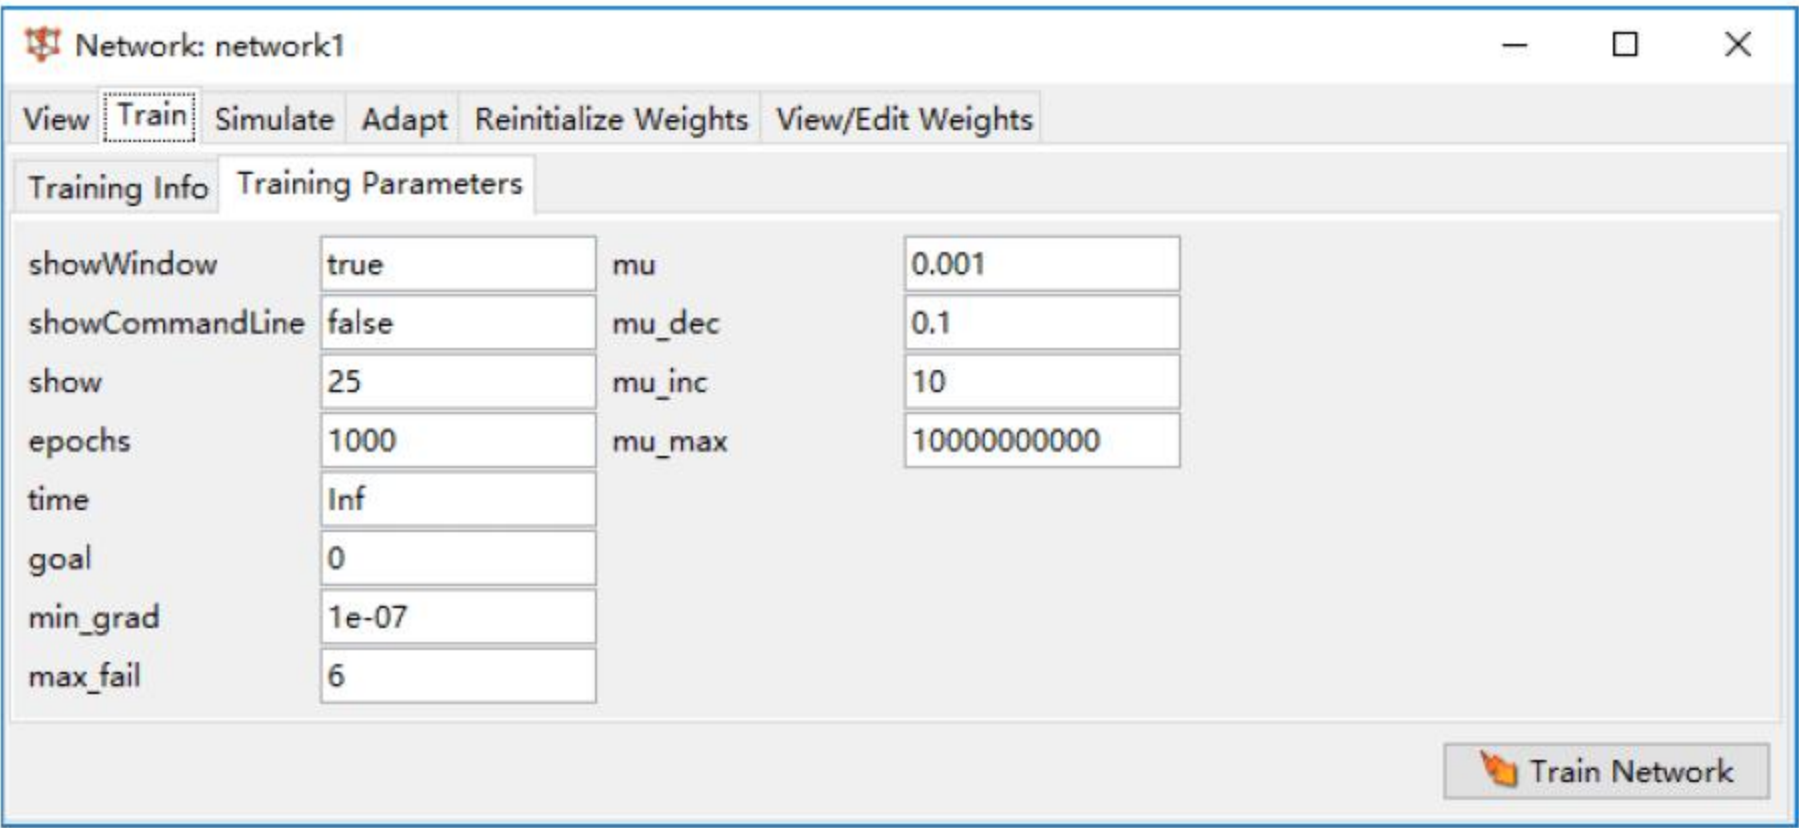 Network: network1
View Train Simulate Adapt Reinitialize Weights View/Edit Weights
Training Info Training Parameters
showWindow true mu 0.001
showCommandLine false mu_dec 0.1
show 25 mu_inc 10
epochs 1000 mu_max 10000000000
time Inf
goal 0
min_grad 1e-07
max_fail 6
Train Network